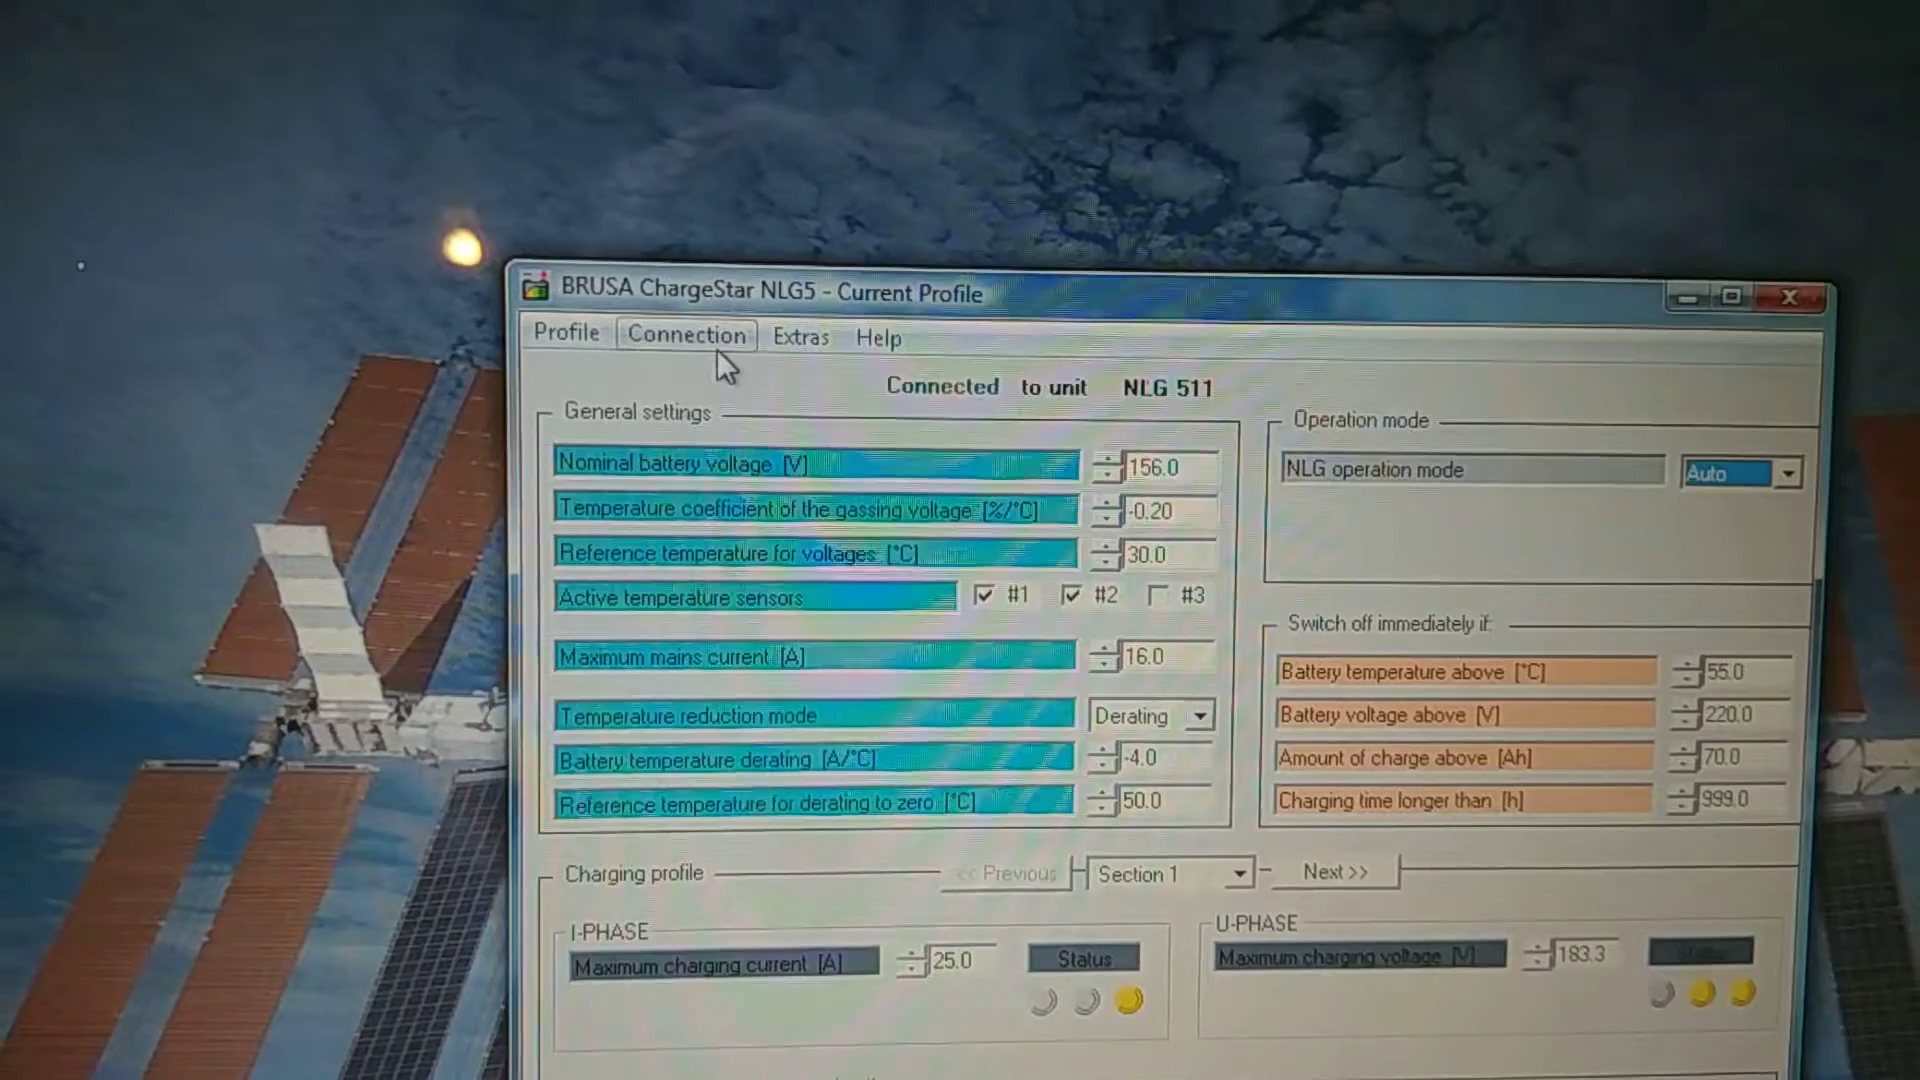 BRUSA ChargeStar NLG5 - Current Profile
Profile Connection Extras Help
Connected to unit NLG 511
General settings
Nominal battery voltage [V] 156.0
Temperature coefficient of the gassing voltage [%/°C] -0.20
Reference temperature for voltages [°C] 30.0
Active temperature sensors #1 #2 #3
Maximum mains current [A] 16.0
Temperature reduction mode Derating
Battery temperature derating [A/°C] -4.0
Reference temperature for derating to zero [°C] 50.0
Operation mode
NLG operation mode Auto
Switch off immediately if:
Battery temperature above [°C] 55.0
Battery voltage above [V] 220.0
Amount of charge above [Ah] 70.0
Charging time longer than [h] 999.0
Charging profile << Previous Section 1 Next >>
I-PHASE
Maximum charging current [A] 25.0 Status
U-PHASE
Maximum charging voltage [V] 183.3